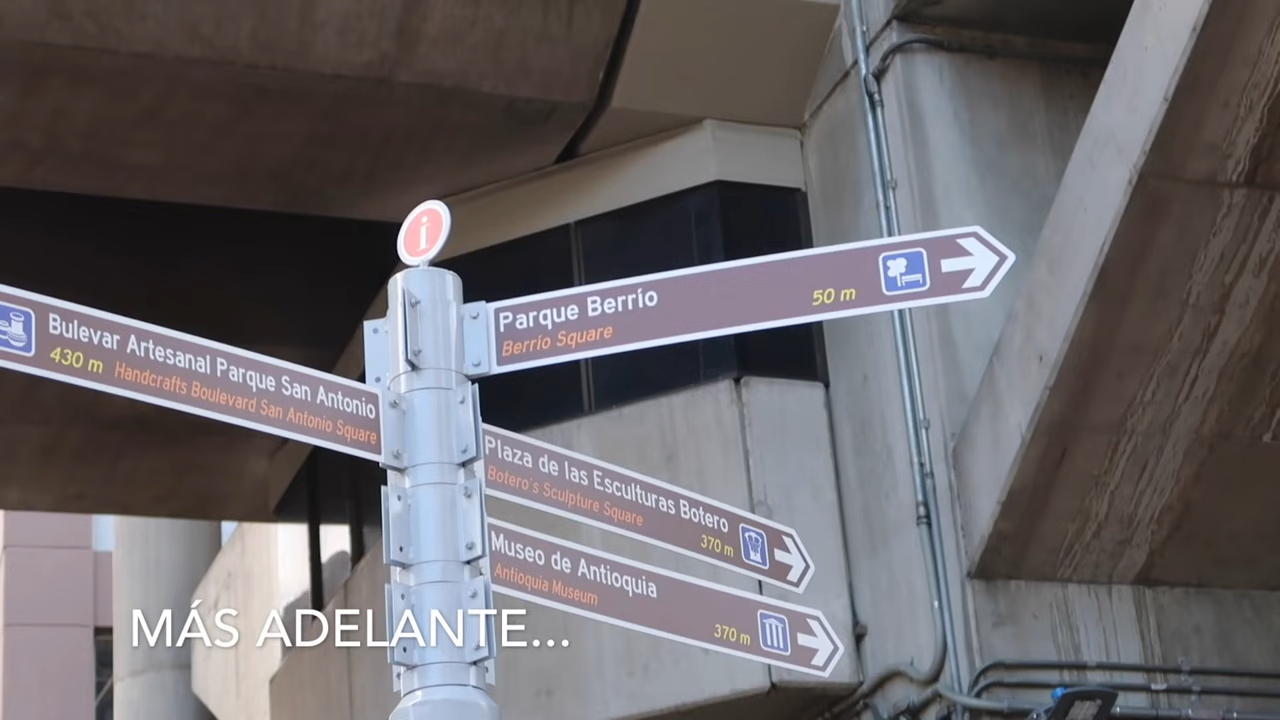 i
Parque Berrío
Berrío Square
50 m
Bulevar Artesanal Parque San Antonio
430 m Handcrafts Boulevard San Antonio Square
Plaza de las Esculturas Botero
Botero's Sculpture Square
370 m
Museo de Antioquia
Antioquia Museum
370 m
MÁS ADELANTE...